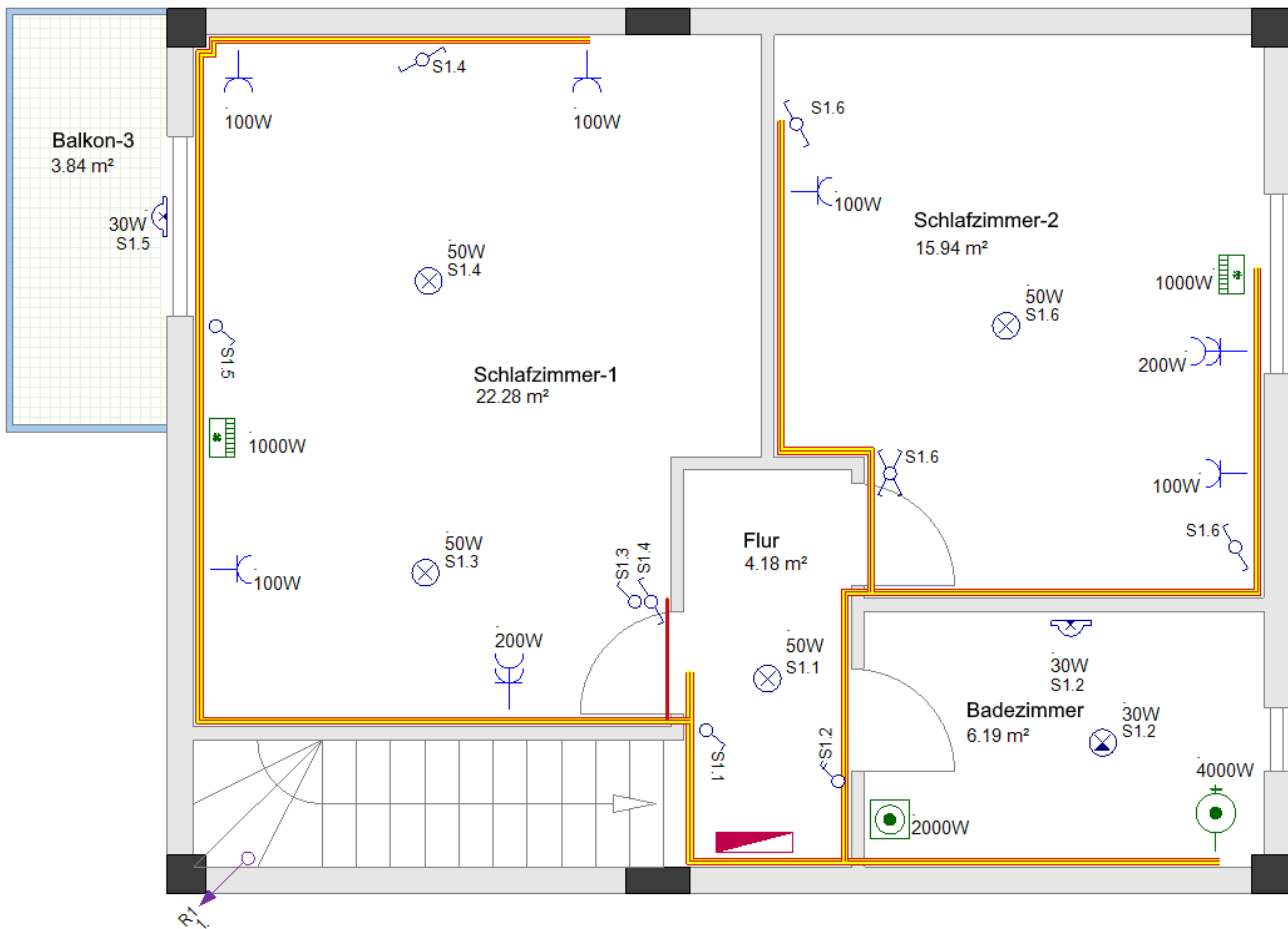 S1.4
100W
100W
Balkon-3
3.84 m²
30W
S1.5
50W
S1.4
S1.5
Schlafzimmer-1
22.28 m²
1000W
50W
S1.3
100W
200W
S1.3
S1.4
S1.6
100W
Schlafzimmer-2
15.94 m²
1000W
50W
S1.6
200W
S1.6
100W
S1.6
Flur
4.18 m²
50W
S1.1
S1.1
S1.2
30W
S1.2
Badezimmer
6.19 m²
30W
S1.2
4000W
2000W
R1
1.